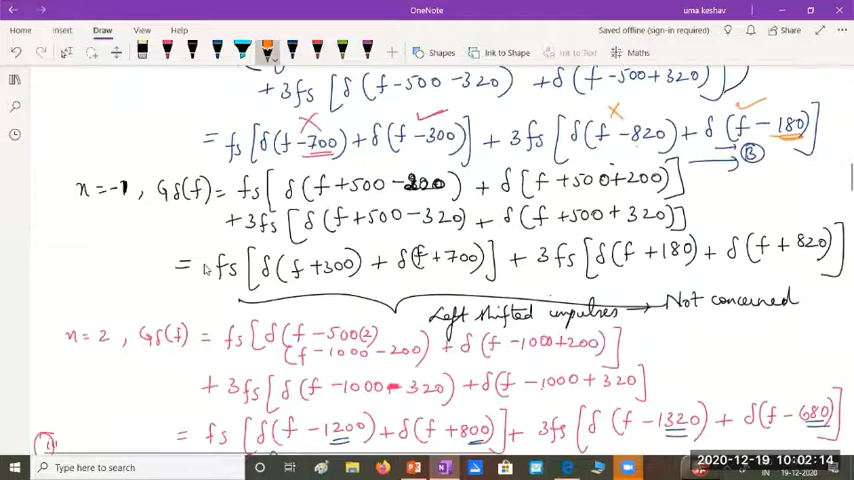 OneNote
uma keshav
Home Insert Draw View Help
Saved offline (sign-in required) Share
Shapes Ink to Shape Ink to Text Maths
+ 3fs [δ(f-500-320) + δ(f-500+320)]
= fs [δ(f-700) + δ(f-300)] + 3fs [δ(f-820) + δ(f-180)]
B
n=-1, Gδ(f) = fs [δ(f+500-200) + δ[f+500+200)]
+3fs [δ(f+500-320) + δ(f+500+320)]
= fs [δ(f+300) + δ(f+700)] + 3fs [δ(f+180) + δ(f+820)]
Left shifted impulses → Not concerned
n=2, Gδ(f) = fs [δ(f-500(2)
(f-1000-200) + δ(f-1000+200)]
+ 3fs [δ(f-1000-320) + δ(f-1000+320)]
= fs [δ(f-1200) + δ(f+800)] + 3fs [δ(f-1320) + δ(f-680)]
Type here to search
2020-12-19 10:02:14
IN 19-12-2020